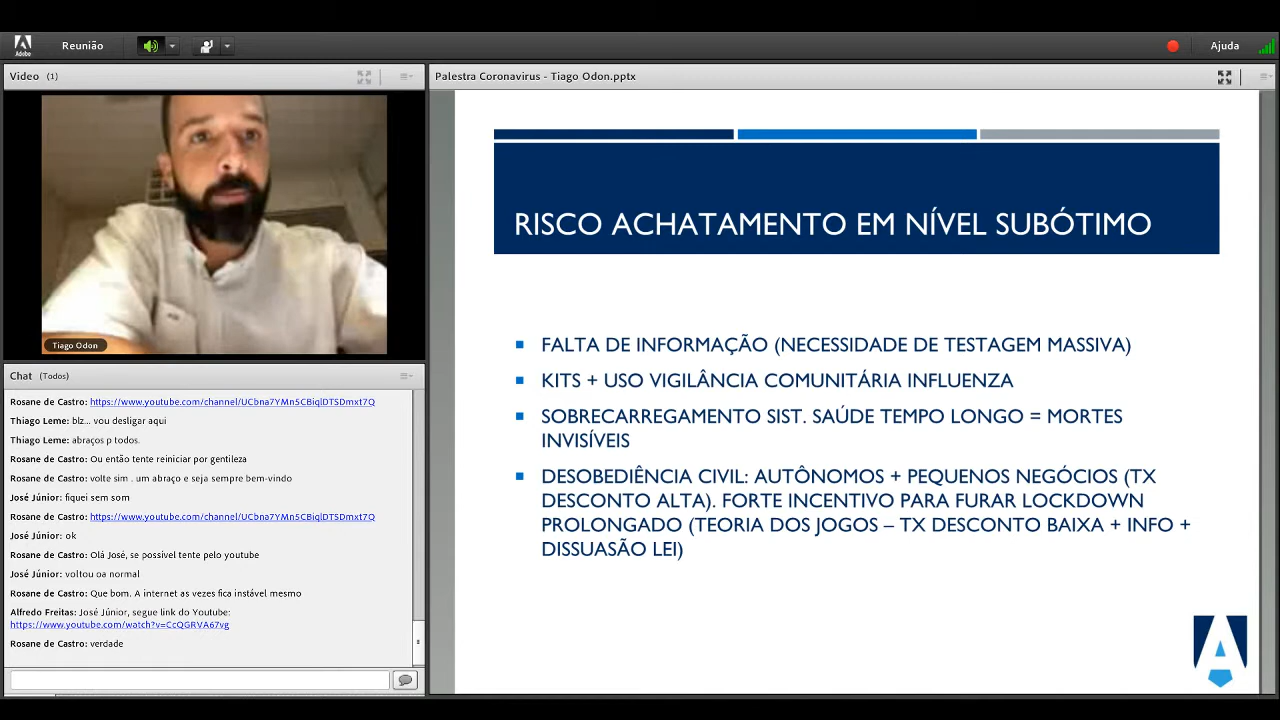 Adobe
Reunião
Ajuda
Video (1)
Tiago Odon
Chat (Todos)
Rosane de Castro: https://www.youtube.com/channel/UCbna7YMn5CBiqlDTSDmxt7Q
Thiago Leme: blz... vou desligar aqui
Thiago Leme: abraços p todos.
Rosane de Castro: Ou então tente reiniciar por gentileza
Rosane de Castro: volte sim . um abraço e seja sempre bem-vindo
José Júnior: fiquei sem som
Rosane de Castro: https://www.youtube.com/channel/UCbna7YMn5CBiqlDTSDmxt7Q
José Júnior: ok
Rosane de Castro: Olá José, se possível tente pelo youtube
José Júnior: voltou oa normal
Rosane de Castro: Que bom. A internet as vezes fica instável mesmo
Alfredo Freitas: José Júnior, segue link do Youtube:
https://www.youtube.com/watch?v=CcQGRVA67vg
Rosane de Castro: verdade
Palestra Coronavirus - Tiago Odon.pptx
RISCO ACHATAMENTO EM NÍVEL SUBÓTIMO
FALTA DE INFORMAÇÃO (NECESSIDADE DE TESTAGEM MASSIVA)
KITS + USO VIGILÂNCIA COMUNITÁRIA INFLUENZA
SOBRECARREGAMENTO SIST. SAÚDE TEMPO LONGO = MORTES
INVISÍVEIS
DESOBEDIÊNCIA CIVIL: AUTÔNOMOS + PEQUENOS NEGÓCIOS (TX
DESCONTO ALTA). FORTE INCENTIVO PARA FURAR LOCKDOWN
PROLONGADO (TEORIA DOS JOGOS – TX DESCONTO BAIXA + INFO +
DISSUASÃO LEI)